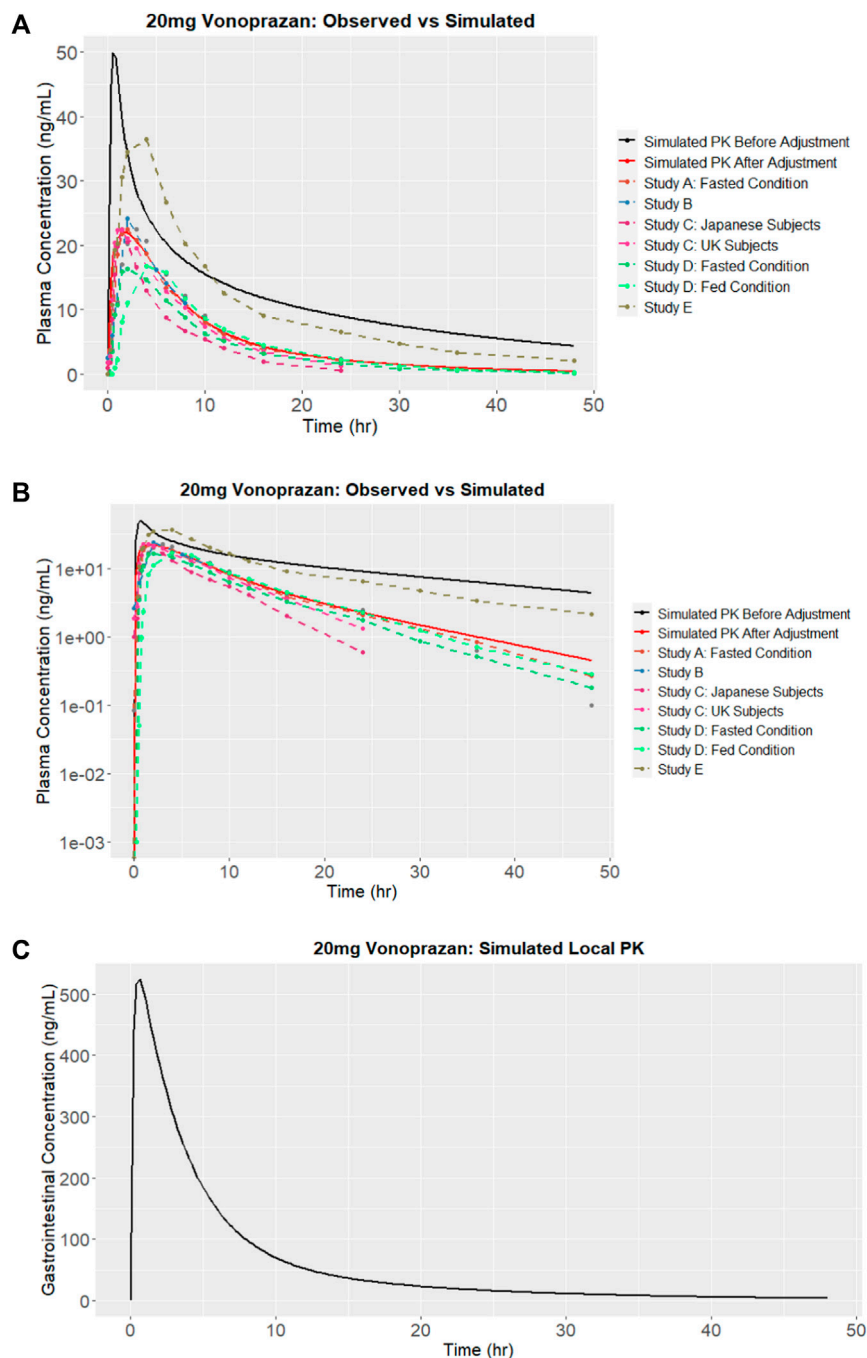 A
20mg Vonoprazan: Observed vs Simulated
50
40
30
20
10
0
Plasma Concentration (ng/mL)
0 10 20 30 40 50
Time (hr)
Simulated PK Before Adjustment
Simulated PK After Adjustment
Study A: Fasted Condition
Study B
Study C: Japanese Subjects
Study C: UK Subjects
Study D: Fasted Condition
Study D: Fed Condition
Study E
B
20mg Vonoprazan: Observed vs Simulated
1e+01
1e+00
1e-01
1e-02
1e-03
Plasma Concentration (ng/mL)
0 10 20 30 40 50
Time (hr)
Simulated PK Before Adjustment
Simulated PK After Adjustment
Study A: Fasted Condition
Study B
Study C: Japanese Subjects
Study C: UK Subjects
Study D: Fasted Condition
Study D: Fed Condition
Study E
C
20mg Vonoprazan: Simulated Local PK
500
400
300
200
100
0
Gastrointestinal Concentration (ng/mL)
0 10 20 30 40 50
Time (hr)